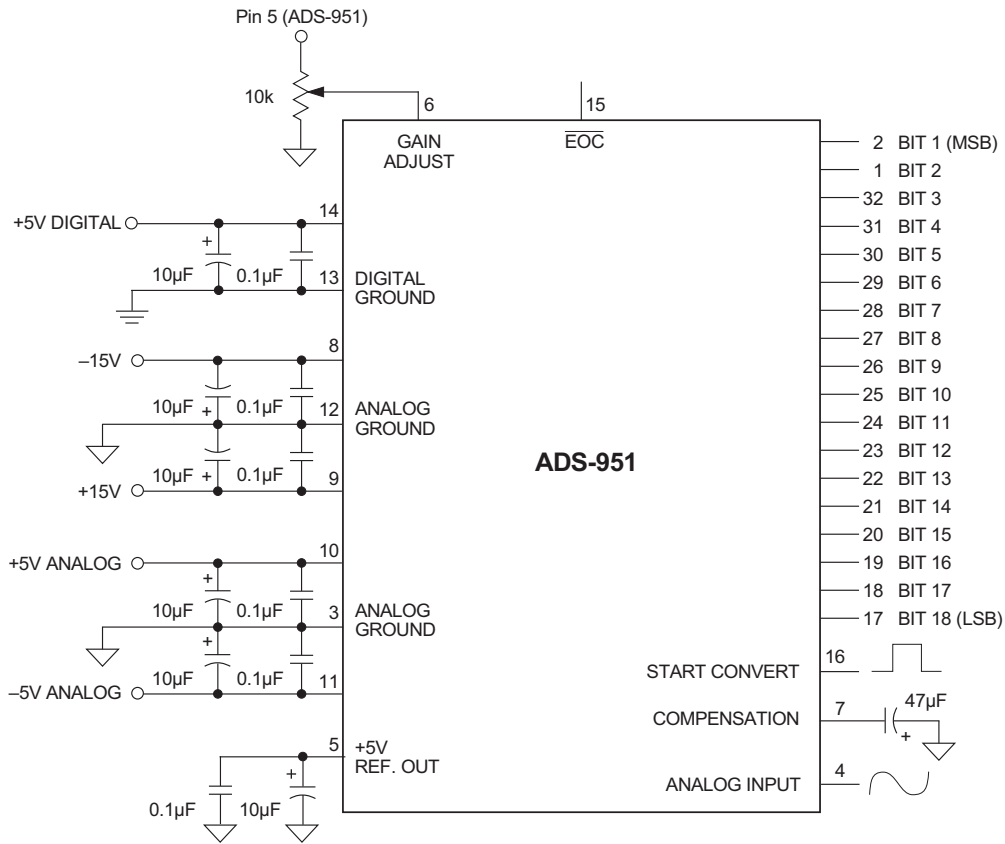 Pin 5 (ADS-951)
10k
6
15
GAIN
ADJUST
EOC
2 BIT 1 (MSB)
1 BIT 2
32 BIT 3
31 BIT 4
30 BIT 5
29 BIT 6
28 BIT 7
27 BIT 8
26 BIT 9
25 BIT 10
24 BIT 11
23 BIT 12
22 BIT 13
21 BIT 14
20 BIT 15
19 BIT 16
18 BIT 17
17 BIT 18 (LSB)
+5V DIGITAL
14
+
10µF 0.1µF
13
DIGITAL
GROUND
–15V
8
10µF + 0.1µF
12
ANALOG
GROUND
10µF + 0.1µF
+15V
9
ADS-951
+5V ANALOG
10
+
10µF 0.1µF
3
ANALOG
GROUND
+
10µF 0.1µF
–5V ANALOG
11
5
+5V
REF. OUT
+
0.1µF 10µF
START CONVERT
16
COMPENSATION
7
47µF
+
ANALOG INPUT
4